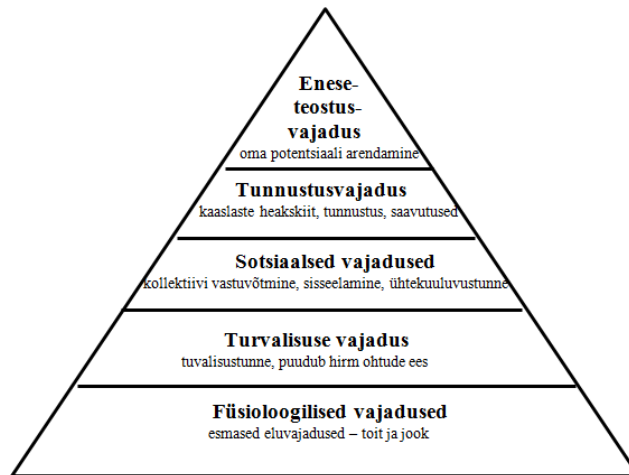 Enese-
teostus-
vajadus
oma potentsiaali arendamine
Tunnustusvajadus
kaaslaste heakskiit, tunnustus, saavutused
Sotsiaalsed vajadused
kollektiivi vastuvõtmine, sisseelamine, ühtekuuluvustunne
Turvalisuse vajadus
tuvalisustunne, puudub hirm ohtude ees
Füsioloogilised vajadused
esmased eluvajadused – toit ja jook